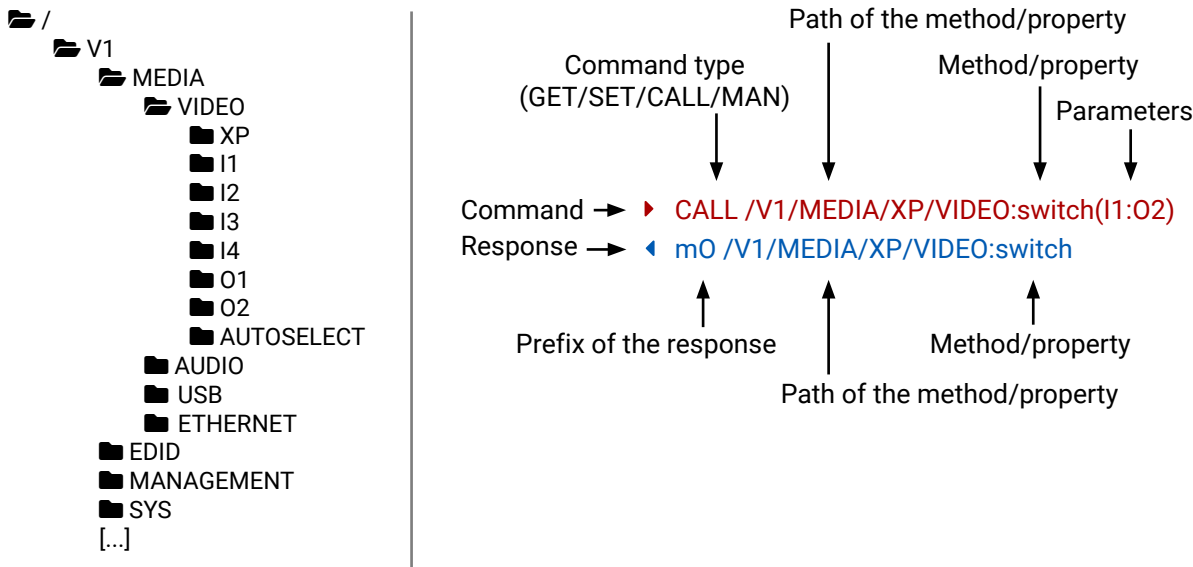 /
V1
MEDIA
VIDEO
XP
I1
I2
I3
I4
O1
O2
AUTOSELECT
AUDIO
USB
ETHERNET
EDID
MANAGEMENT
SYS
[...]
Path of the method/property
Command type
(GET/SET/CALL/MAN)
Method/property
Parameters
Command
CALL /V1/MEDIA/XP/VIDEO:switch(I1:O2)
Response
mO /V1/MEDIA/XP/VIDEO:switch
Prefix of the response
Method/property
Path of the method/property